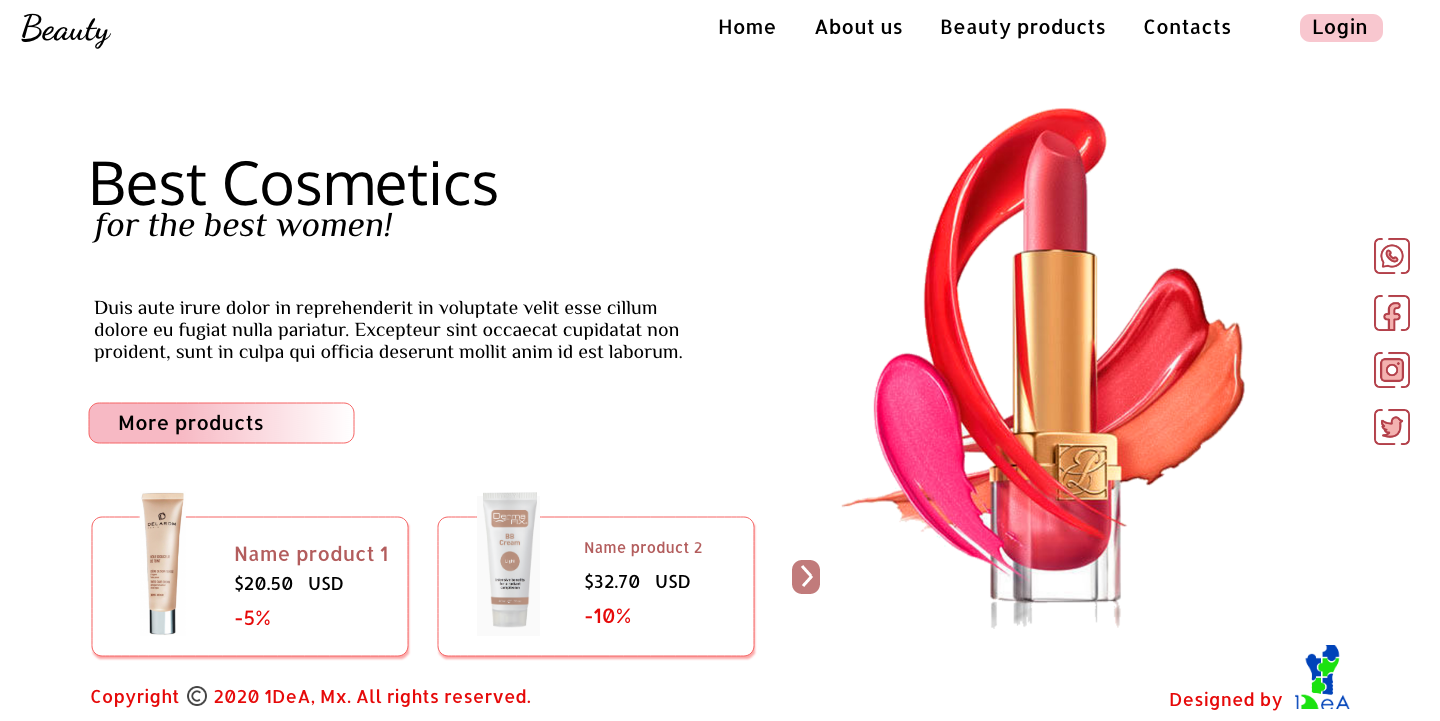 Beauty
Home About us Beauty products Contacts Login
Best Cosmetics
for the best women!
Duis aute irure dolor in reprehenderit in voluptate velit esse cillum
dolore eu fugiat nulla pariatur. Excepteur sint occaecat cupidatat non
proident, sunt in culpa qui officia deserunt mollit anim id est laborum.
More products
DELAROM
Name product 1
$20.50 USD
-5%
Derma
Fix
BB
Cream
Name product 2
$32.70 USD
-10%
Copyright © 2020 1DeA, Mx. All rights reserved.
Designed by 1DeA